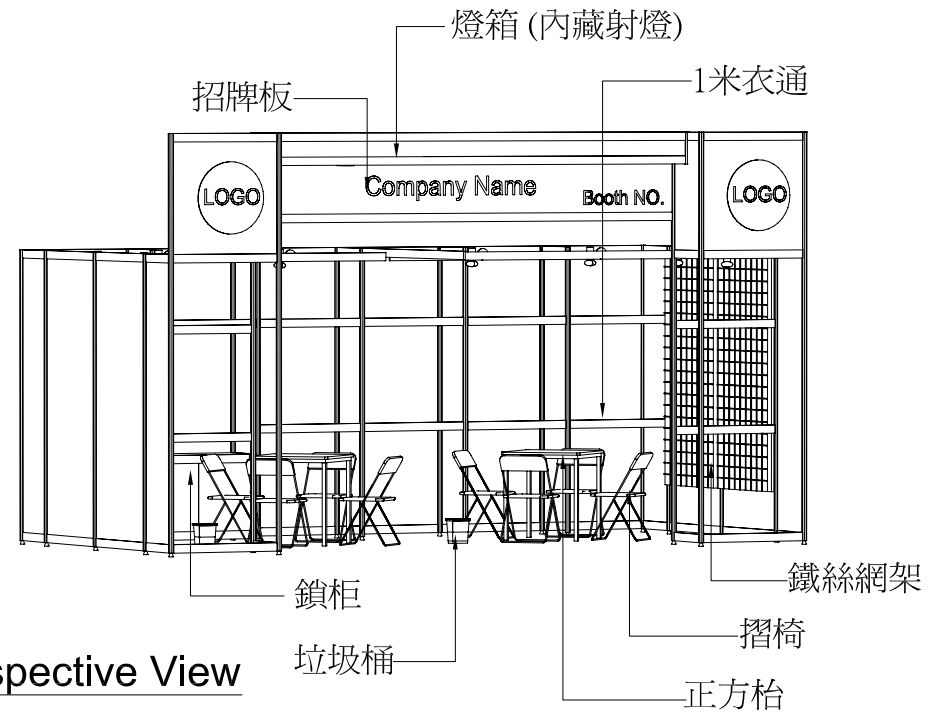 燈箱 (內藏射燈)
招牌板
1米衣通
LOGO
Company Name
Booth NO.
LOGO
鎖柜
鐵絲網架
摺椅
垃圾桶
正方枱
spective View